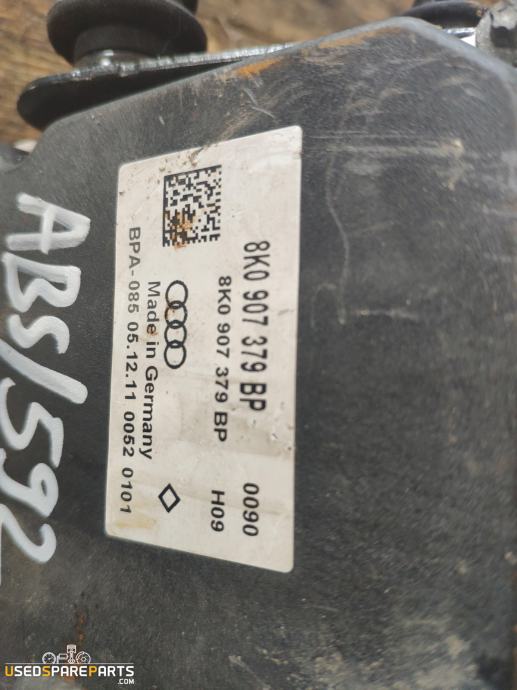 8K0 907 379 BP 0090
8K0 907 379 BP H09
Made in Germany
BPA-085 05.12.11 0052 0101
ABS/592
USEDSPAREPARTS
.COM